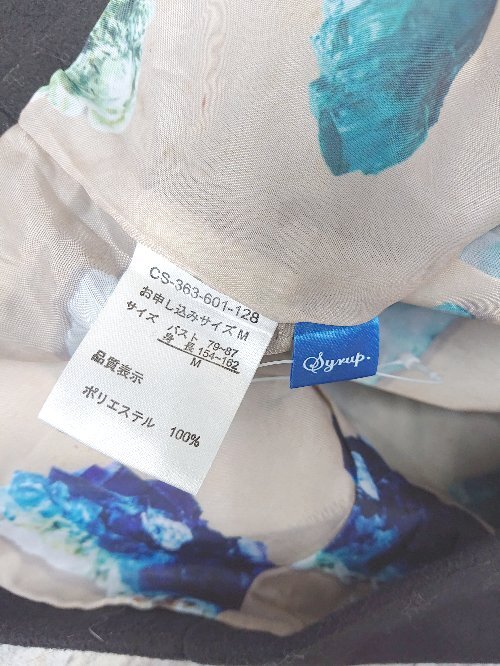 CS-363-601-128
お申し込みサイズ M
サイズ バスト 79-87
身長 154-162
M
品質表示
ポリエステル 100%
Syrup.